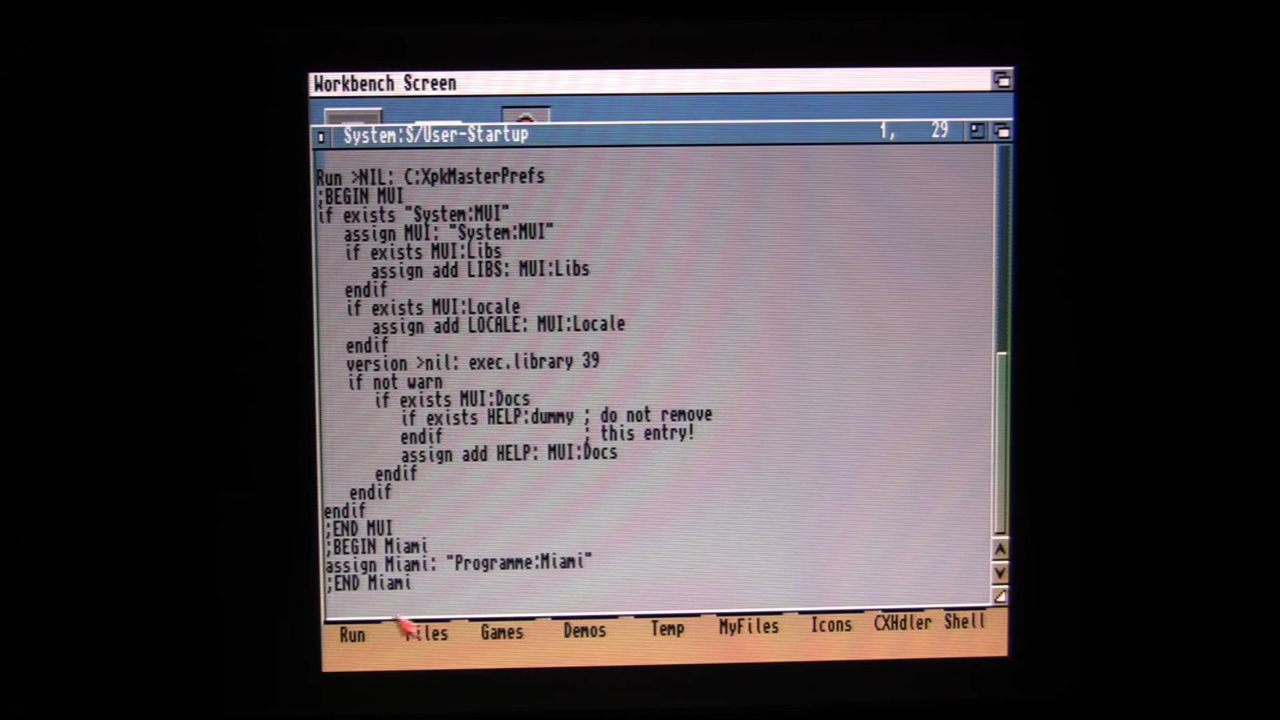 Workbench Screen
System:S/User-Startup 1, 29
Run >NIL: C:XpkMasterPrefs
;BEGIN MUI
if exists "System:MUI"
assign MUI: "System:MUI"
if exists MUI:Libs
assign add LIBS: MUI:Libs
endif
if exists MUI:Locale
assign add LOCALE: MUI:Locale
endif
version >nil: exec.library 39
if not warn
if exists MUI:Docs
if exists HELP:dummy ; do not remove
endif ; this entry!
assign add HELP: MUI:Docs
endif
endif
endif
;END MUI
;BEGIN Miami
assign Miami: "Programme:Miami"
;END Miami
Run Files Games Demos Temp MyFiles Icons CXHdler Shell